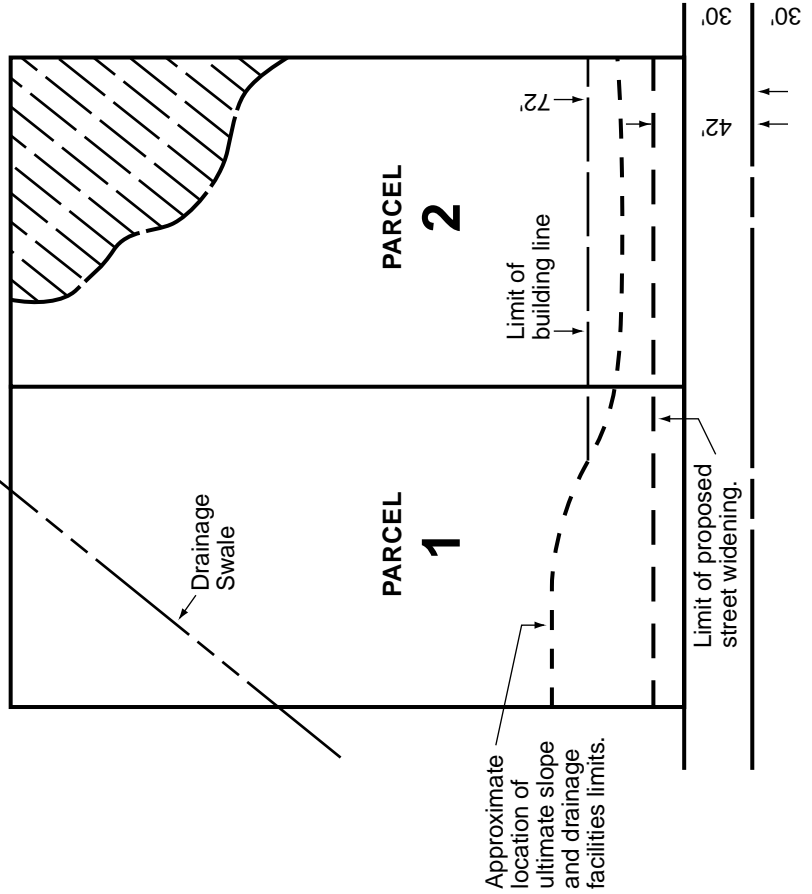 30'
30'
72'
42'
PARCEL
2
Limit of
building line
Drainage
Swale
PARCEL
1
Limit of proposed
street widening.
Approximate
location of
ultimate slope
and drainage
facilities limits.